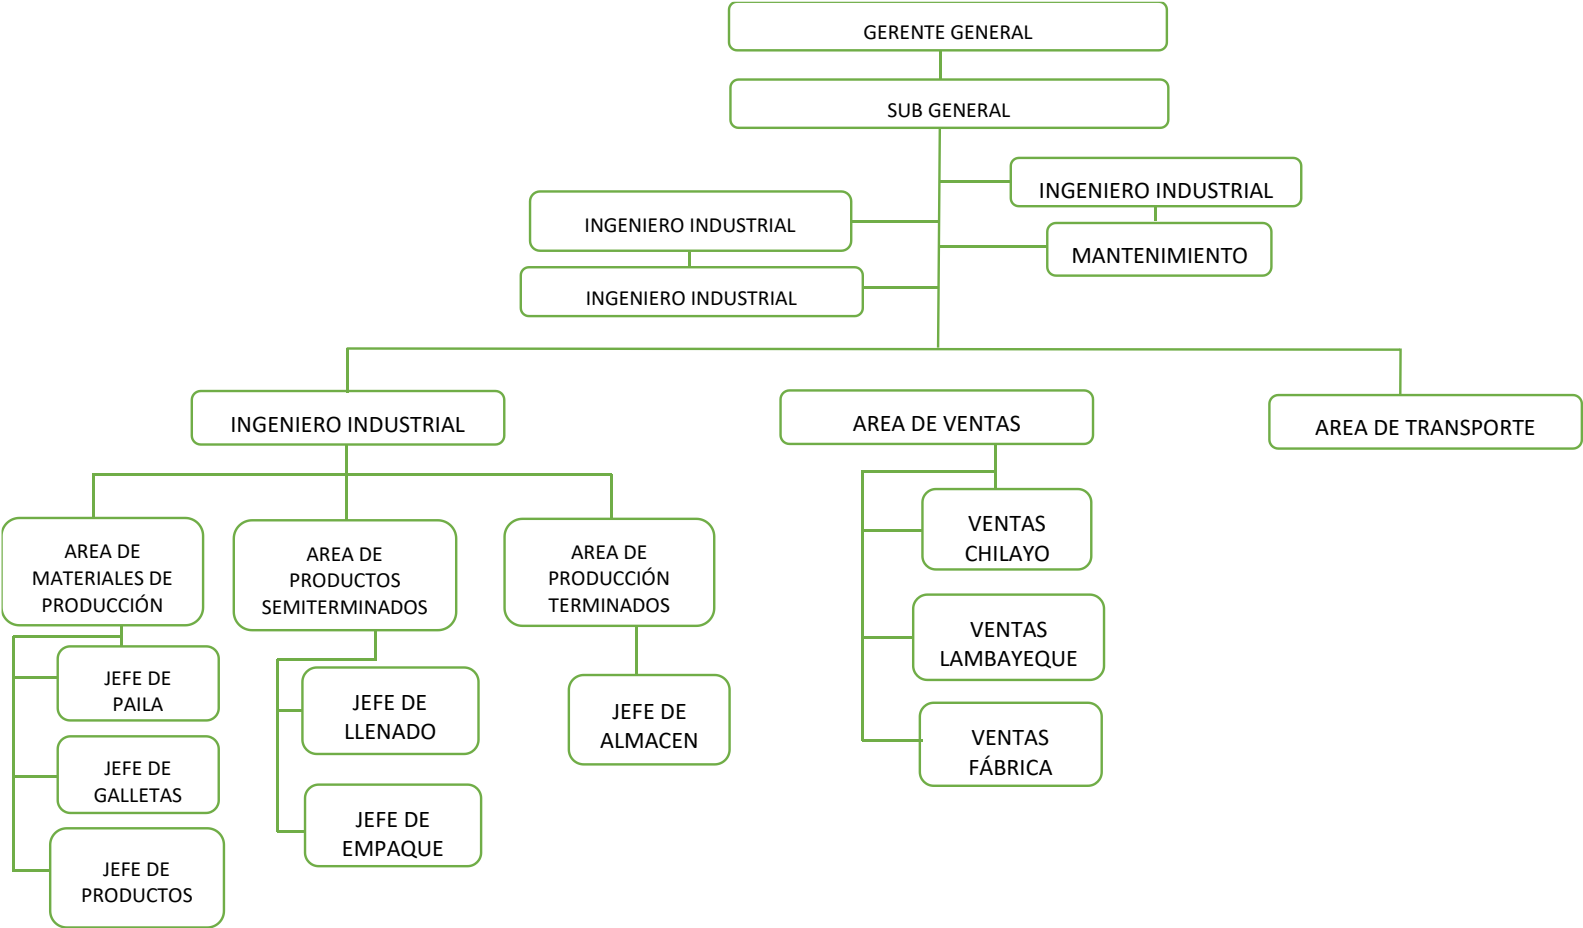 GERENTE GENERAL
SUB GENERAL
INGENIERO INDUSTRIAL
INGENIERO INDUSTRIAL
MANTENIMIENTO
INGENIERO INDUSTRIAL
INGENIERO INDUSTRIAL
AREA DE VENTAS
AREA DE TRANSPORTE
AREA DE
MATERIALES DE
PRODUCCIÓN
AREA DE
PRODUCTOS
SEMITERMINADOS
AREA DE
PRODUCCIÓN
TERMINADOS
VENTAS
CHILAYO
VENTAS
LAMBAYEQUE
VENTAS
FÁBRICA
JEFE DE
PAILA
JEFE DE
GALLETAS
JEFE DE
PRODUCTOS
JEFE DE
LLENADO
JEFE DE
EMPAQUE
JEFE DE
ALMACEN